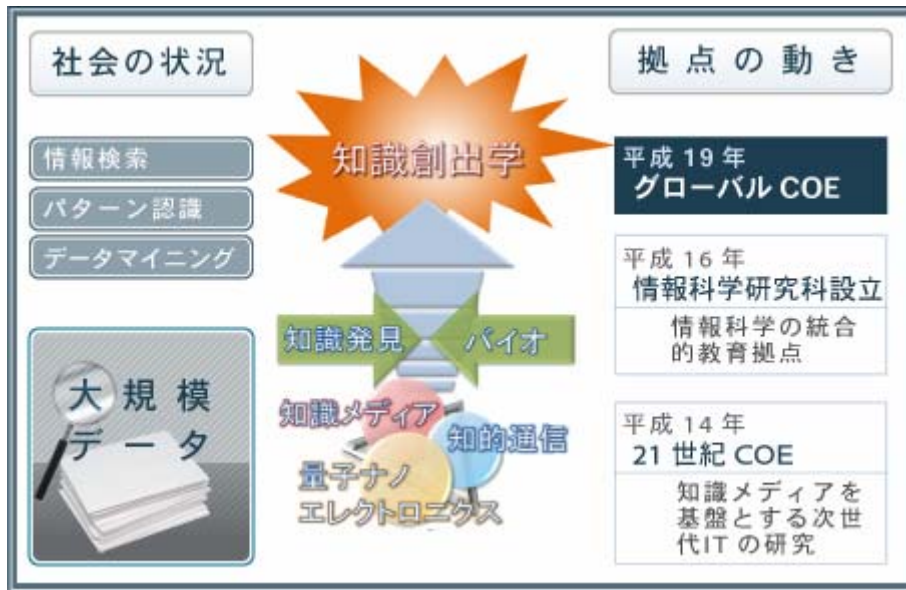 社会の状況
情報検索
パターン認識
データマイニング
大規模
データ
知識創出学
知識発見
バイオ
知識メディア
知的通信
量子ナノ
エレクトロニクス
拠点の動き
平成 19 年
グローバル COE
平成 16 年
情報科学研究科設立
情報科学の統合
的教育拠点
平成 14 年
21 世紀 COE
知識メディアを
基盤とする次世
代IT の研究